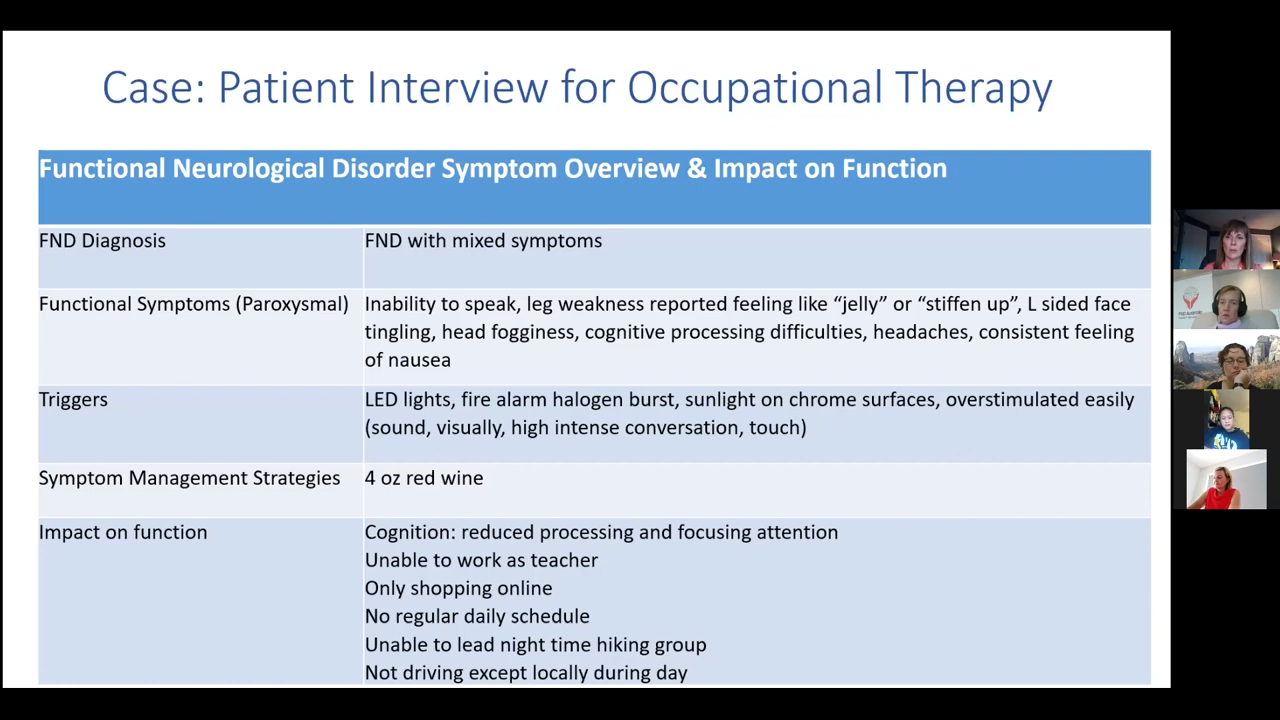 Case: Patient Interview for Occupational Therapy
Functional Neurological Disorder Symptom Overview & Impact on Function
FND Diagnosis
FND with mixed symptoms
Functional Symptoms (Paroxysmal)
Inability to speak, leg weakness reported feeling like “jelly” or “stiffen up”, L sided face
tingling, head fogginess, cognitive processing difficulties, headaches, consistent feeling
of nausea
Triggers
LED lights, fire alarm halogen burst, sunlight on chrome surfaces, overstimulated easily
(sound, visually, high intense conversation, touch)
Symptom Management Strategies
4 oz red wine
Impact on function
Cognition: reduced processing and focusing attention
Unable to work as teacher
Only shopping online
No regular daily schedule
Unable to lead night time hiking group
Not driving except locally during day